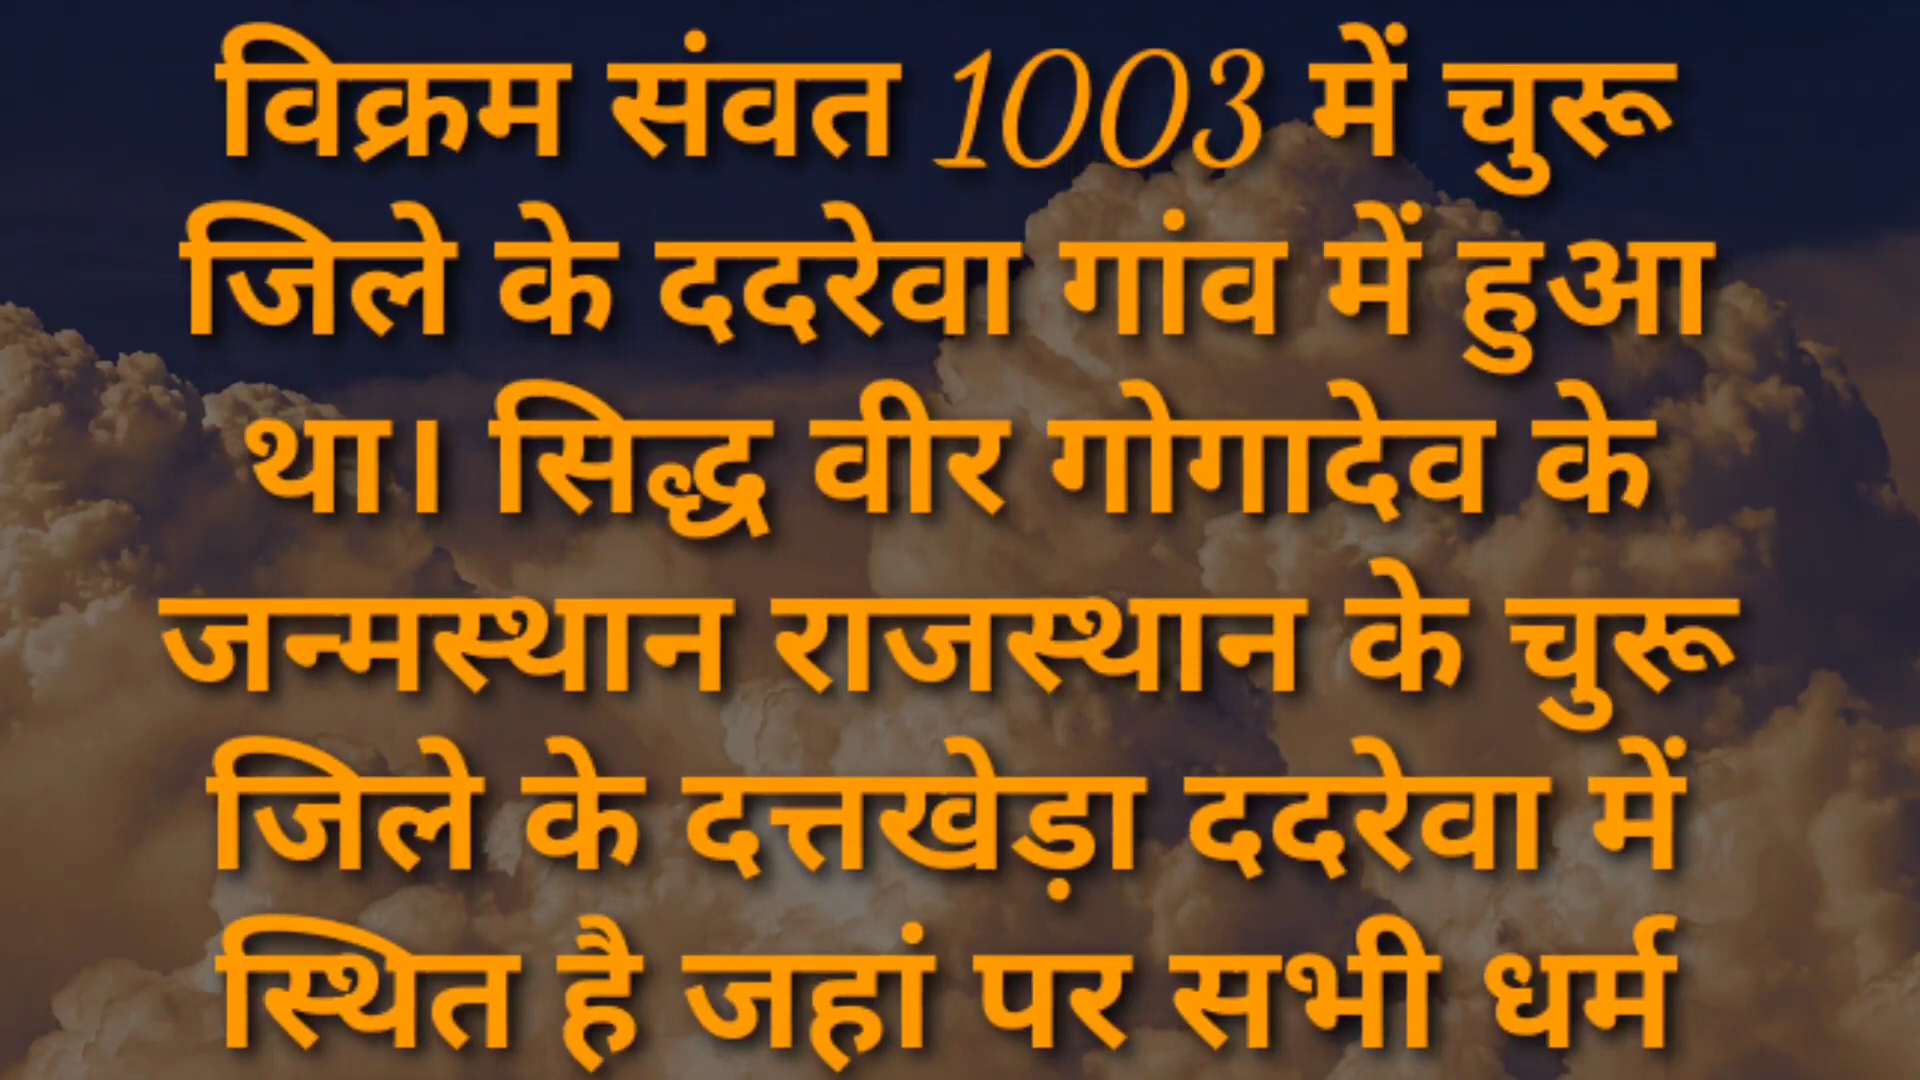 विक्रम संवत 1003 में चुरू
जिले के ददरेवा गांव में हुआ
था। सिद्ध वीर गोगादेव के
जन्मस्थान राजस्थान के चुरू
जिले के दत्तखेड़ा ददरेवा में
स्थित है जहां पर सभी धर्म